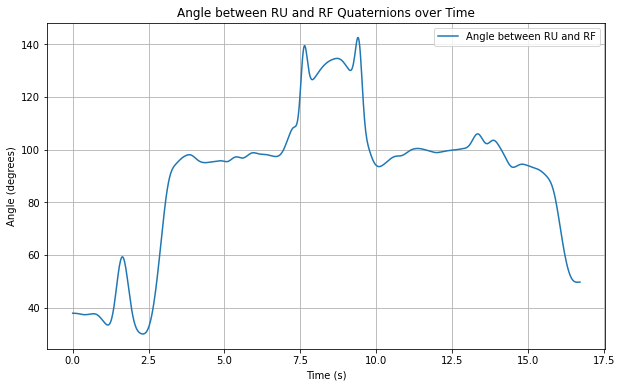 Angle between RU and RF Quaternions over Time
Angle between RU and RF
140
120
100
80
60
40
Angle (degrees)
0.0 2.5 5.0 7.5 10.0 12.5 15.0 17.5
Time (s)